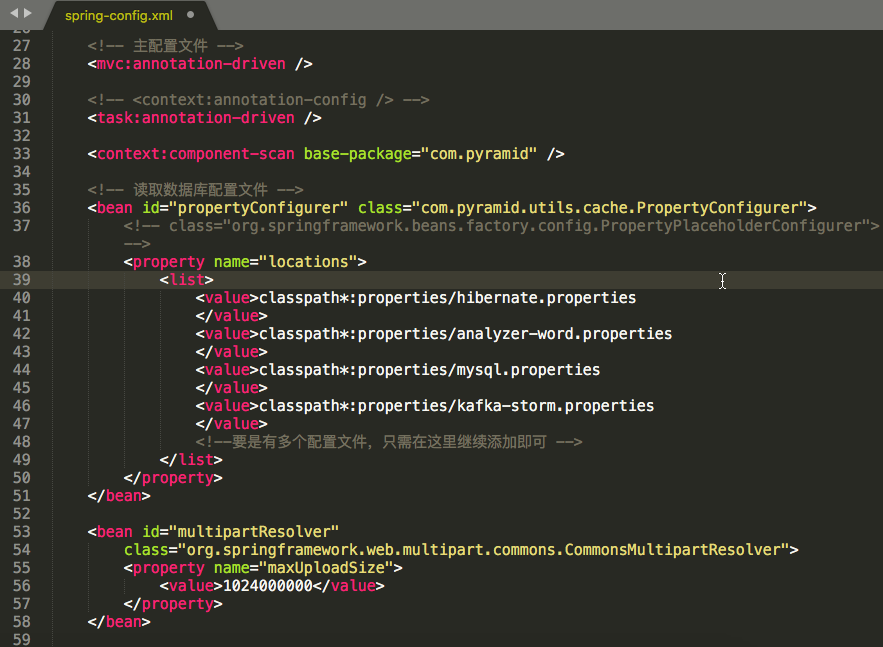 spring-config.xml
26
27 <!-- 主配置文件 -->
28 <mvc:annotation-driven />
29
30 <!-- <context:annotation-config /> -->
31 <task:annotation-driven />
32
33 <context:component-scan base-package="com.pyramid" />
34
35 <!-- 读取数据库配置文件 -->
36 <bean id="propertyConfigurer" class="com.pyramid.utils.cache.PropertyConfigurer">
37 <!-- class="org.springframework.beans.factory.config.PropertyPlaceholderConfigurer">
-->
38 <property name="locations">
39 <list>
40 <value>classpath*:properties/hibernate.properties
41 </value>
42 <value>classpath*:properties/analyzer-word.properties
43 </value>
44 <value>classpath*:properties/mysql.properties
45 </value>
46 <value>classpath*:properties/kafka-storm.properties
47 </value>
48 <!--要是有多个配置文件，只需在这里继续添加即可 -->
49 </list>
50 </property>
51 </bean>
52
53 <bean id="multipartResolver"
54 class="org.springframework.web.multipart.commons.CommonsMultipartResolver">
55 <property name="maxUploadSize">
56 <value>1024000000</value>
57 </property>
58 </bean>
59